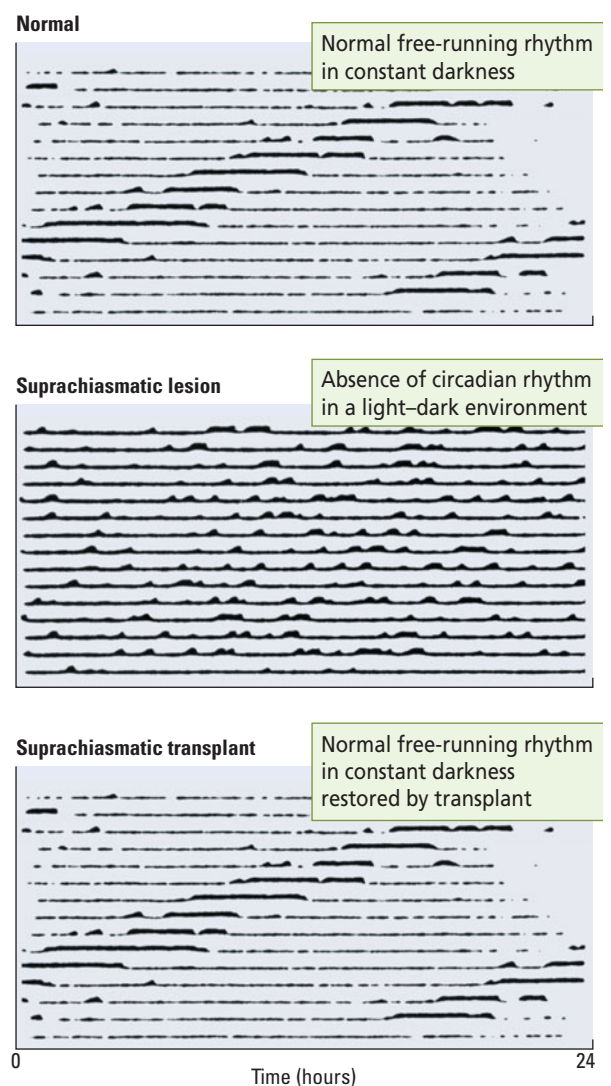 Normal
Normal free-running rhythm
in constant darkness
Suprachiasmatic lesion
Absence of circadian rhythm
in a light–dark environment
Suprachiasmatic transplant
Normal free-running rhythm
in constant darkness
restored by transplant
0
24
Time (hours)